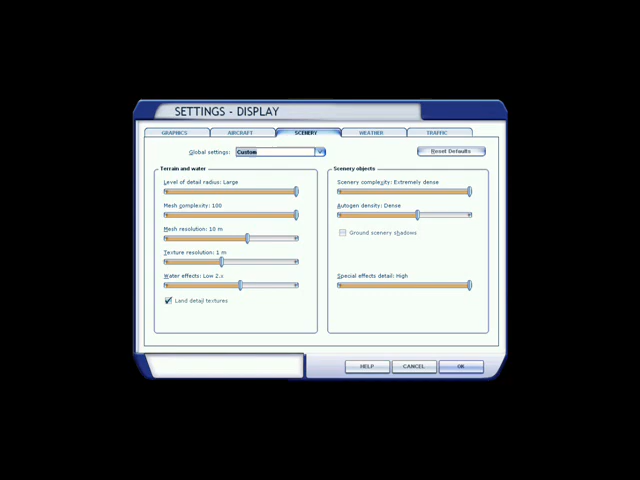 SETTINGS - DISPLAY
GRAPHICS AIRCRAFT SCENERY WEATHER TRAFFIC
Global settings: Custom Reset Defaults
Terrain and water
Level of detail radius: Large
Mesh complexity: 100
Mesh resolution: 10 m
Texture resolution: 1 m
Water effects: Low 2.x
Land detail textures
Scenery objects
Scenery complexity: Extremely dense
Autogen density: Dense
Ground scenery shadows
Special effects detail: High
HELP CANCEL OK